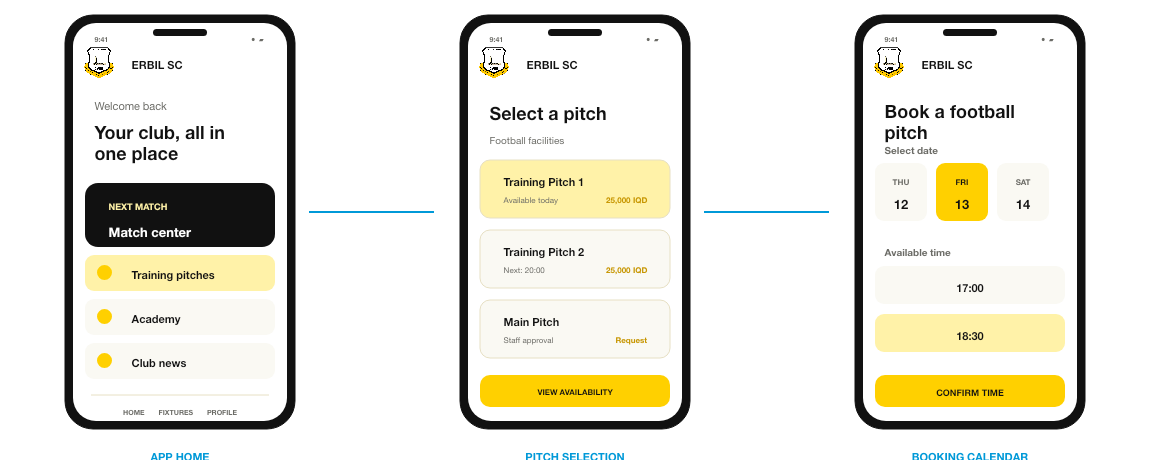 9:41
ERBIL SC
Welcome back
Your club, all in
one place
NEXT MATCH
Match center
Training pitches
Academy
Club news
HOME FIXTURES PROFILE
APP HOME
9:41
ERBIL SC
Select a pitch
Football facilities
Training Pitch 1
Available today 25,000 IQD
Training Pitch 2
Next: 20:00 25,000 IQD
Main Pitch
Staff approval Request
VIEW AVAILABILITY
PITCH SELECTION
9:41
ERBIL SC
Book a football
pitch
Select date
THU FRI SAT
12 13 14
Available time
17:00
18:30
CONFIRM TIME
BOOKING CALENDAR